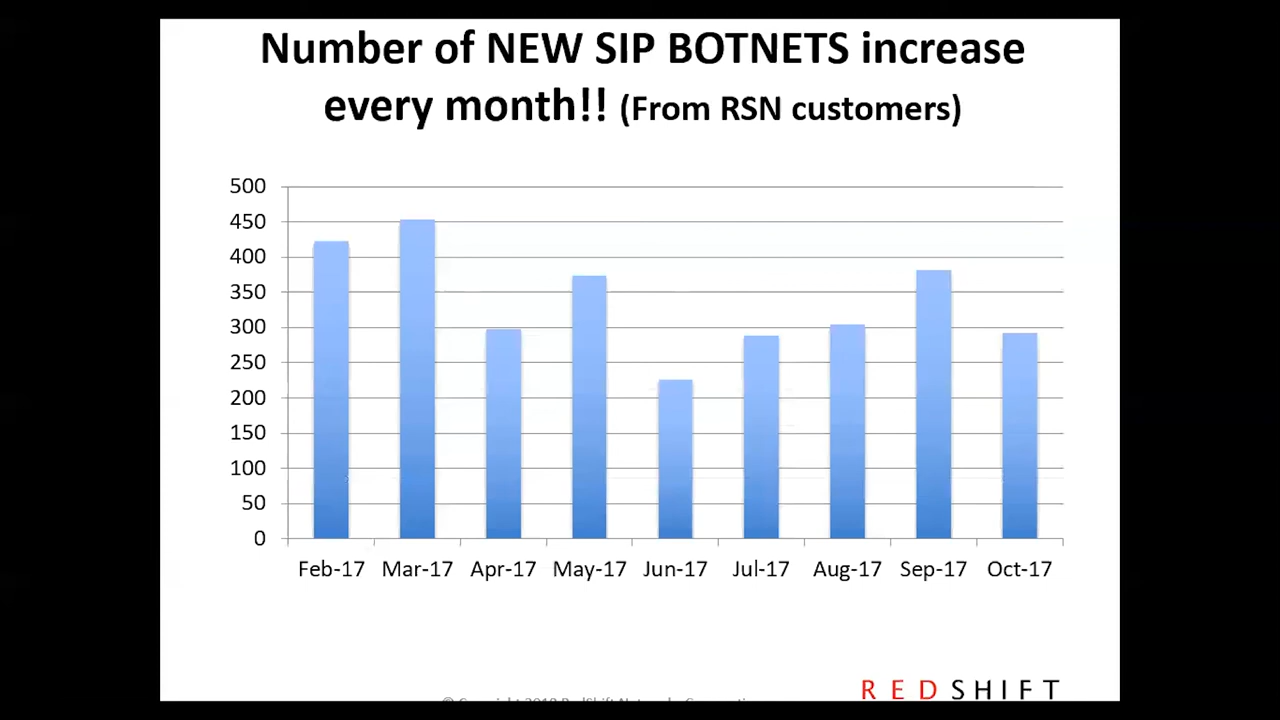 Number of NEW SIP BOTNETS increase
every month!! (From RSN customers)
500
450
400
350
300
250
200
150
100
50
0
Feb-17 Mar-17 Apr-17 May-17 Jun-17 Jul-17 Aug-17 Sep-17 Oct-17
REDSHIFT